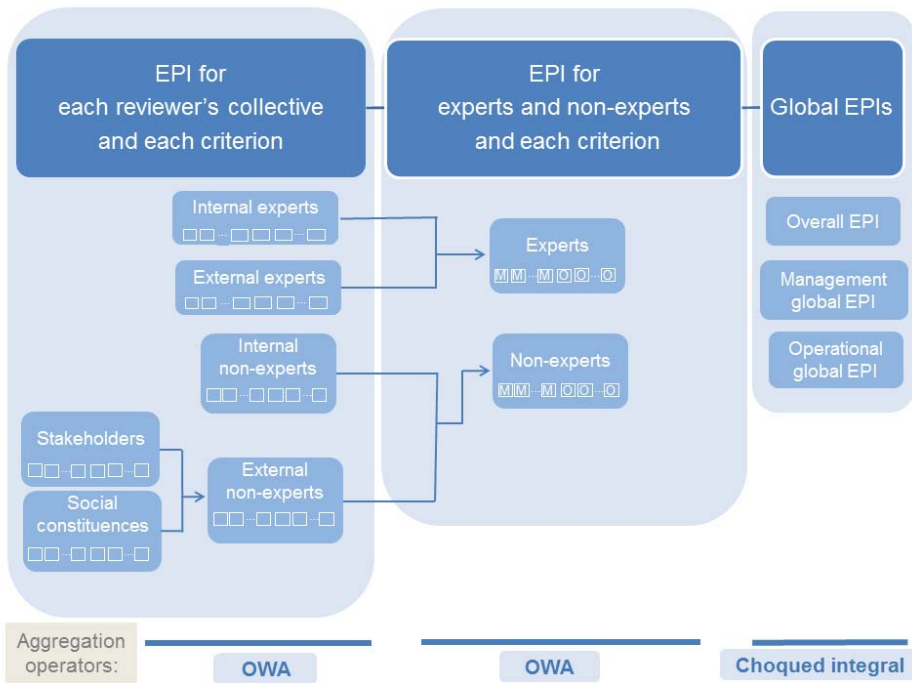 EPI for
each reviewer's collective
and each criterion
EPI for
experts and non-experts
and each criterion
Global EPIs
Internal experts
External experts
Internal
non-experts
Stakeholders
Social
constituences
External
non-experts
Experts
M M ... M O O ... O
Non-experts
M M ... M O O ... O
Overall EPI
Management
global EPI
Operational
global EPI
Aggregation
operators:
OWA
OWA
Choqued integral